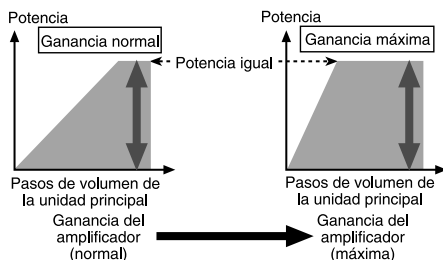 Potencia
Ganancia normal
Potencia
Ganancia máxima
Potencia igual
Pasos de volumen de
la unidad principal
Pasos de volumen de
la unidad principal
Ganancia del
amplificador
(normal)
Ganancia del
amplificador
(máxima)